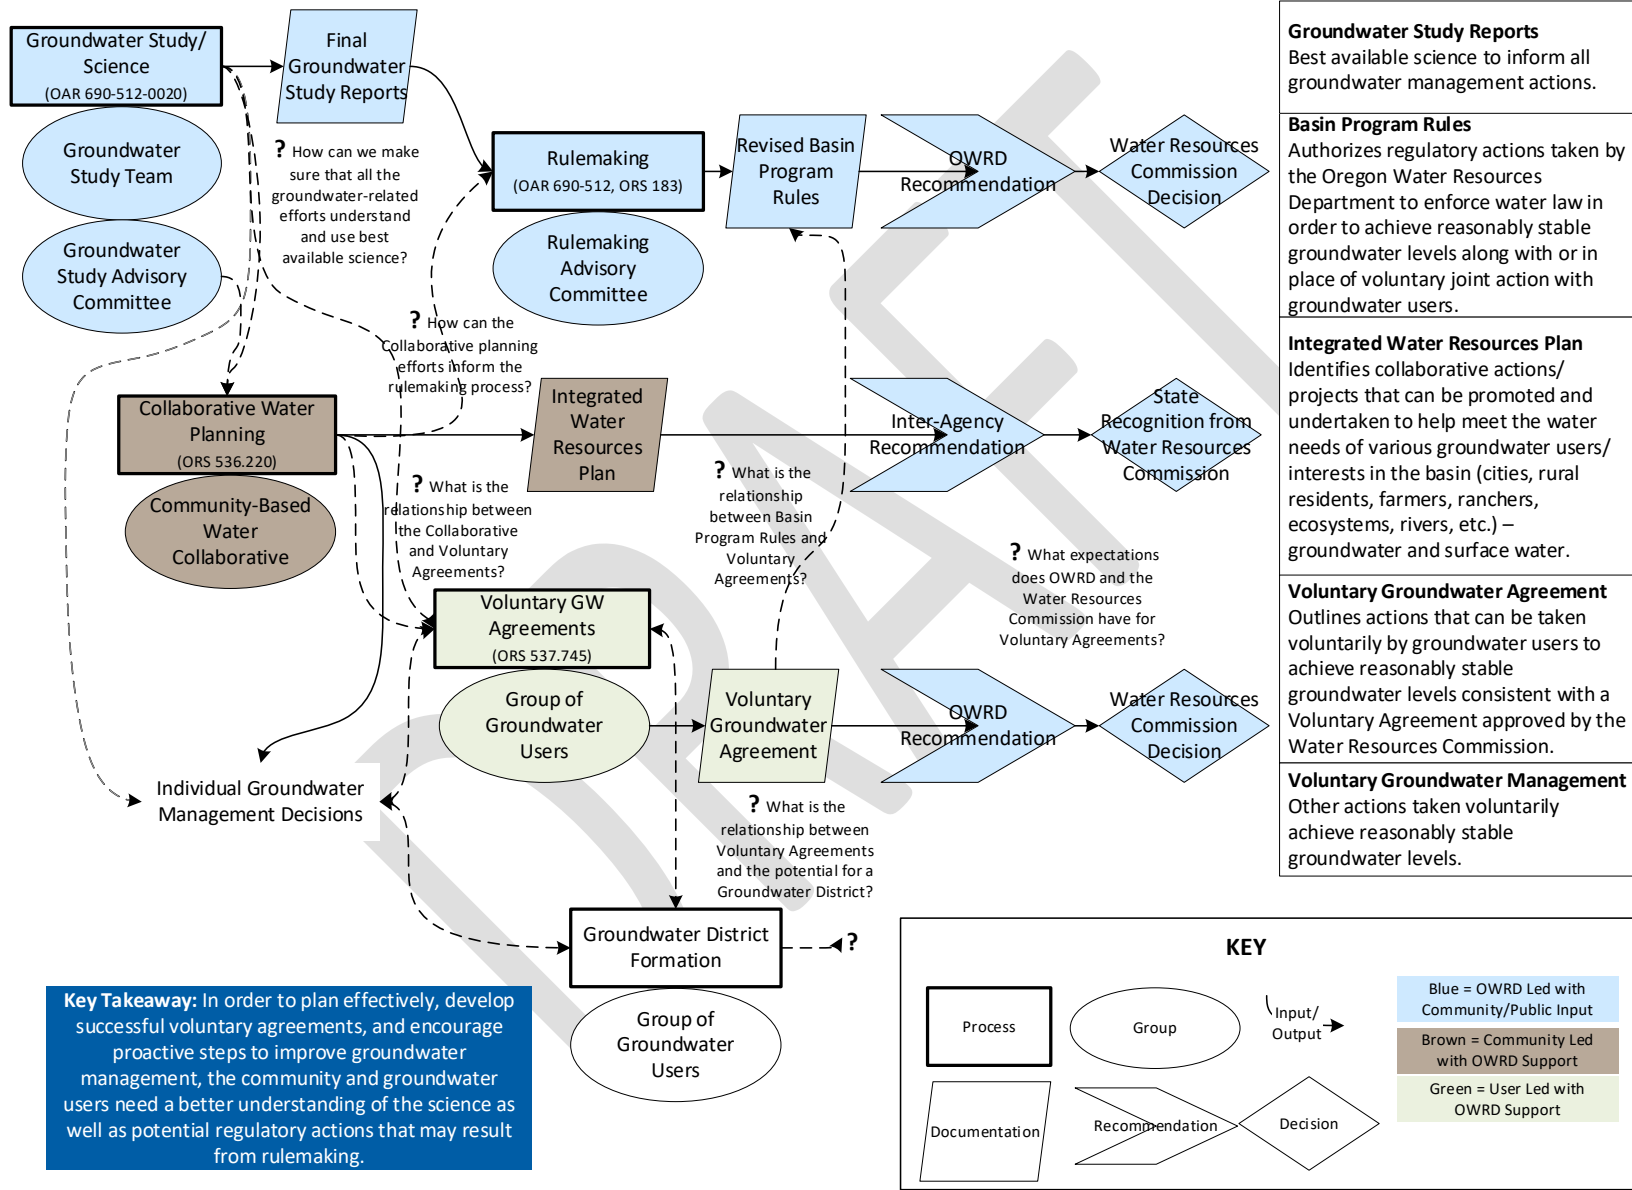 Groundwater Study/
Science
(OAR 690-512-0020)
Final
Groundwater
Study Reports
Groundwater
Study Team
Groundwater
Study Advisory
Committee
? How can we make
sure that all the
groundwater-related
efforts understand
and use best
available science?
Rulemaking
(OAR 690-512, ORS 183)
Rulemaking
Advisory
Committee
Revised Basin
Program
Rules
OWRD
Recommendation
Water Resources
Commission
Decision
? How can the
Collaborative planning
efforts inform the
rulemaking process?
Collaborative Water
Planning
(ORS 536.220)
Community-Based
Water
Collaborative
Integrated
Water
Resources
Plan
Inter-Agency
Recommendation
State
Recognition from
Water Resources
Commission
? What is the
relationship between
the Collaborative
and Voluntary
Agreements?
? What is the
relationship
between Basin
Program Rules and
Voluntary
Agreements?
? What expectations
does OWRD and the
Water Resources
Commission have for
Voluntary Agreements?
Voluntary GW
Agreements
(ORS 537.745)
Group of
Groundwater
Users
Voluntary
Groundwater
Agreement
OWRD
Recommendation
Water Resources
Commission
Decision
Individual Groundwater
Management Decisions
? What is the
relationship between
Voluntary Agreements
and the potential for a
Groundwater District?
Groundwater District
Formation
?
Group of
Groundwater
Users
DRAFT
Key Takeaway: In order to plan effectively, develop
successful voluntary agreements, and encourage
proactive steps to improve groundwater
management, the community and groundwater
users need a better understanding of the science as
well as potential regulatory actions that may result
from rulemaking.
Groundwater Study Reports
Best available science to inform all
groundwater management actions.
Basin Program Rules
Authorizes regulatory actions taken by
the Oregon Water Resources
Department to enforce water law in
order to achieve reasonably stable
groundwater levels along with or in
place of voluntary joint action with
groundwater users.
Integrated Water Resources Plan
Identifies collaborative actions/
projects that can be promoted and
undertaken to help meet the water
needs of various groundwater users/
interests in the basin (cities, rural
residents, farmers, ranchers,
ecosystems, rivers, etc.) –
groundwater and surface water.
Voluntary Groundwater Agreement
Outlines actions that can be taken
voluntarily by groundwater users to
achieve reasonably stable
groundwater levels consistent with a
Voluntary Agreement approved by the
Water Resources Commission.
Voluntary Groundwater Management
Other actions taken voluntarily
achieve reasonably stable
groundwater levels.
KEY
Process
Group
Input/
Output
Documentation
Recommendation
Decision
Blue = OWRD Led with
Community/Public Input
Brown = Community Led
with OWRD Support
Green = User Led with
OWRD Support